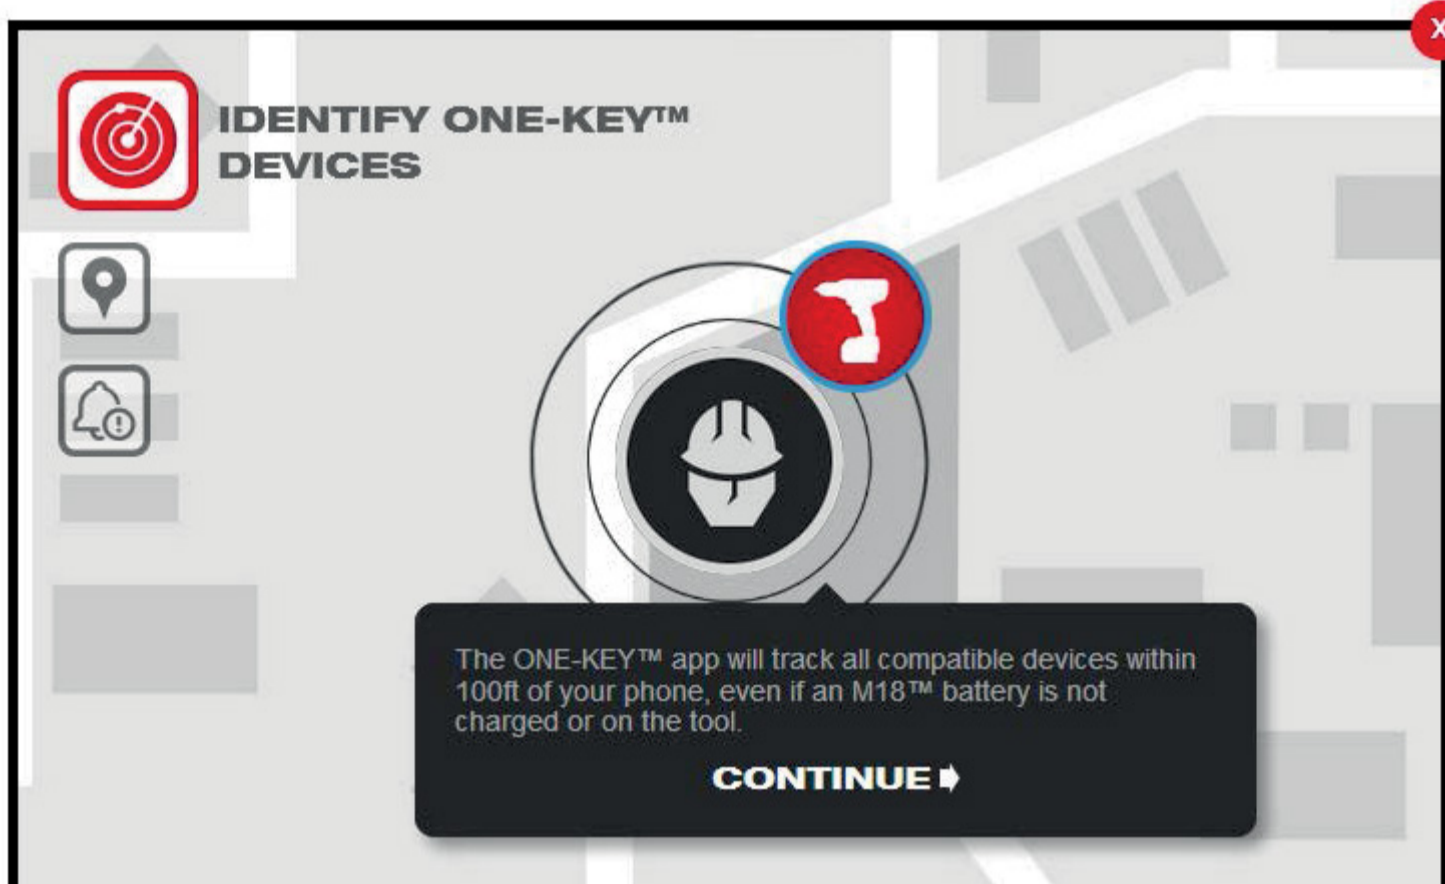 X
IDENTIFY ONE-KEY™
DEVICES
The ONE-KEY™ app will track all compatible devices within
100ft of your phone, even if an M18™ battery is not
charged or on the tool.
CONTINUE